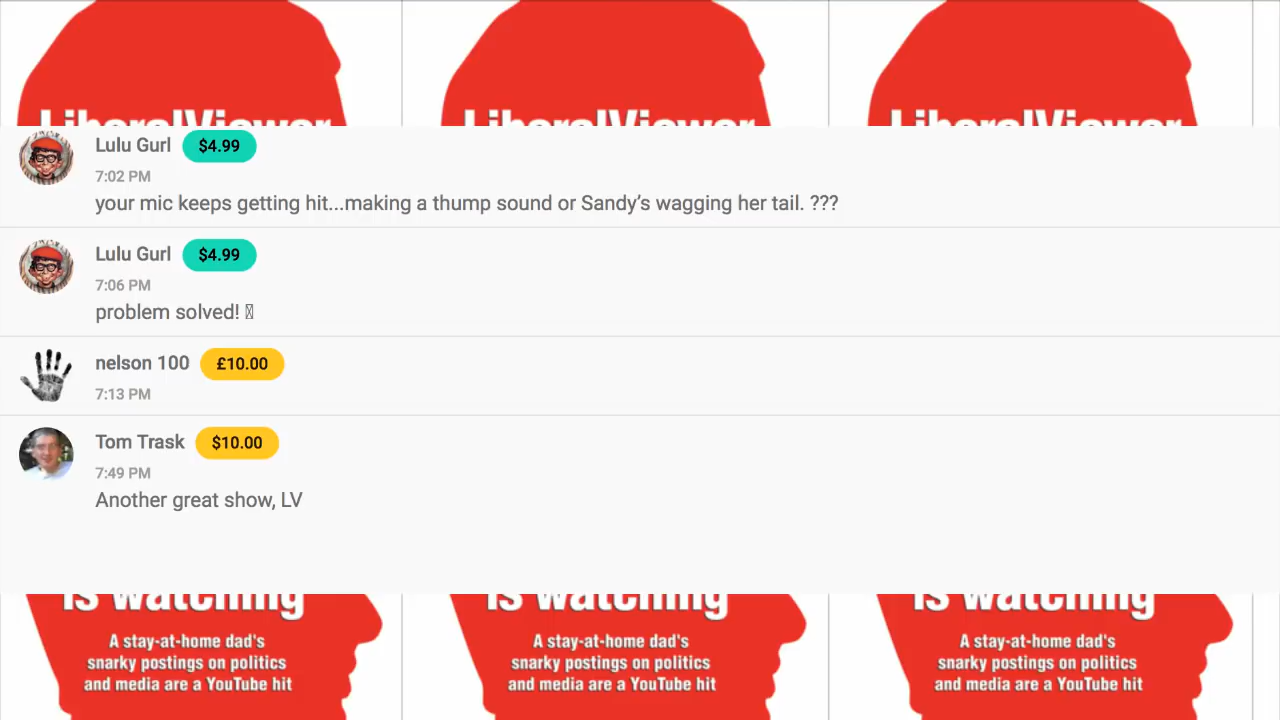 LiberalViewer LiberalViewer LiberalViewer
Lulu Gurl $4.99
7:02 PM
your mic keeps getting hit...making a thump sound or Sandy’s wagging her tail. ???
Lulu Gurl $4.99
7:06 PM
problem solved!
nelson 100 £10.00
7:13 PM
Tom Trask $10.00
7:49 PM
Another great show, LV
is watching is watching is watching
A stay-at-home dad's A stay-at-home dad's A stay-at-home dad's
snarky postings on politics snarky postings on politics snarky postings on politics
and media are a YouTube hit and media are a YouTube hit and media are a YouTube hit